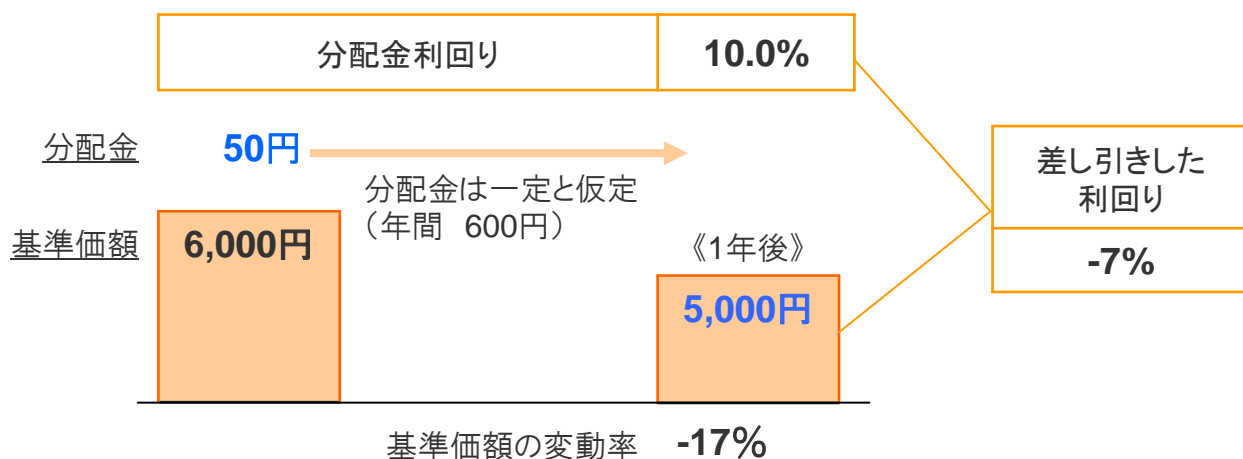 分配金利回り 10.0%
分配金 50円
分配金は一定と仮定
（年間 600円）
差し引きした
利回り
-7%
基準価額 6,000円
《1年後》
5,000円
基準価額の変動率 -17%